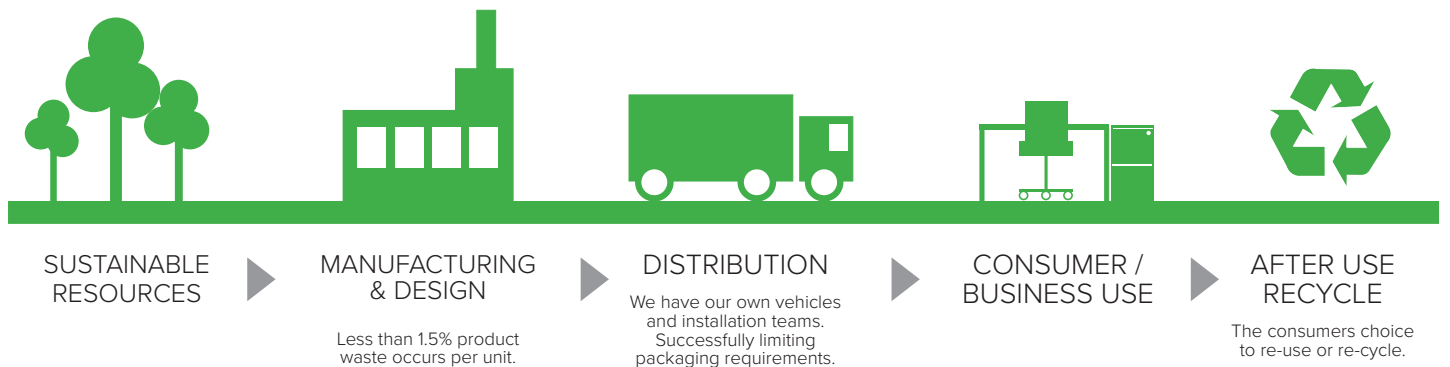 SUSTAINABLE
RESOURCES
MANUFACTURING
& DESIGN
Less than 1.5% product
waste occurs per unit.
DISTRIBUTION
We have our own vehicles
and installation teams.
Successfully limiting
packaging requirements.
CONSUMER /
BUSINESS USE
AFTER USE
RECYCLE
The consumers choice
to re-use or re-cycle.